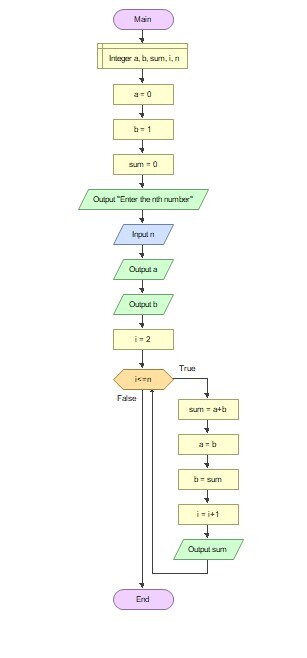 Main
Integer a, b, sum, i, n
a = 0
b = 1
sum = 0
Output "Enter the nth number"
Input n
Output a
Output b
i = 2
i<=n
True
False
sum = a+b
a = b
b = sum
i = i+1
Output sum
End